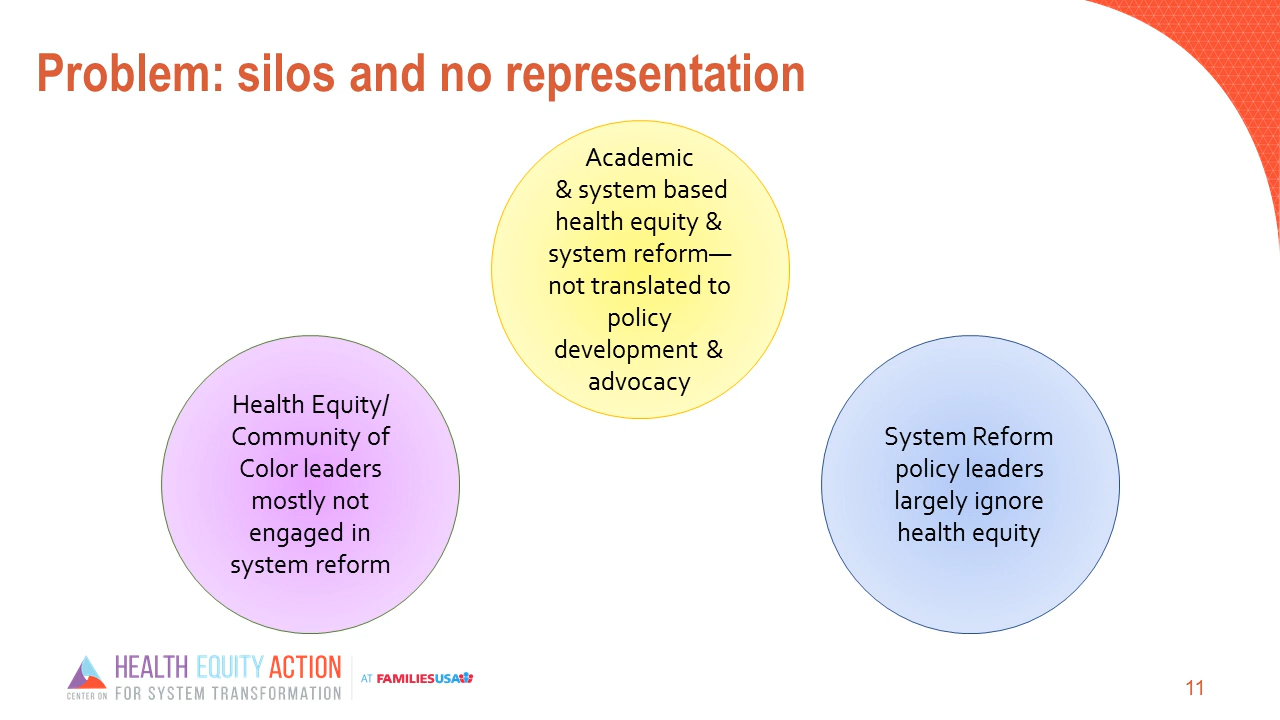 Problem: silos and no representation
Academic
& system based
health equity &
system reform—
not translated to
policy
development &
advocacy
Health Equity/
Community of
Color leaders
mostly not
engaged in
system reform
System Reform
policy leaders
largely ignore
health equity
HEALTH EQUITY ACTION
CENTER ON FOR SYSTEM TRANSFORMATION
AT FAMILIESUSA
11